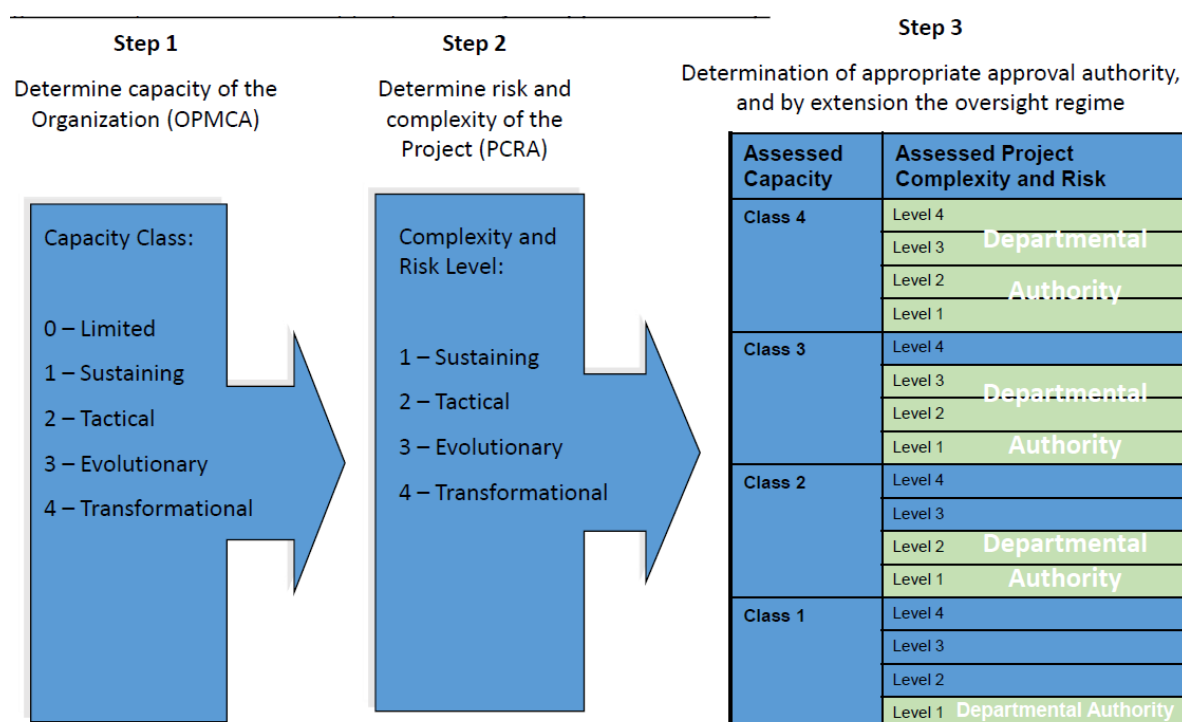 Step 1
Determine capacity of the
Organization (OPMCA)
Capacity Class:
0 – Limited
1 – Sustaining
2 – Tactical
3 – Evolutionary
4 – Transformational
Step 2
Determine risk and
complexity of the
Project (PCRA)
Complexity and
Risk Level:
1 – Sustaining
2 – Tactical
3 – Evolutionary
4 – Transformational
Step 3
Determination of appropriate approval authority,
and by extension the oversight regime
Assessed
Capacity
Assessed Project
Complexity and Risk
Class 4
Level 4
Level 3
Level 2
Level 1
Departmental
Authority
Class 3
Level 4
Level 3
Level 2
Level 1
Departmental
Authority
Class 2
Level 4
Level 3
Level 2
Level 1
Departmental
Authority
Class 1
Level 4
Level 3
Level 2
Level 1 Departmental Authority